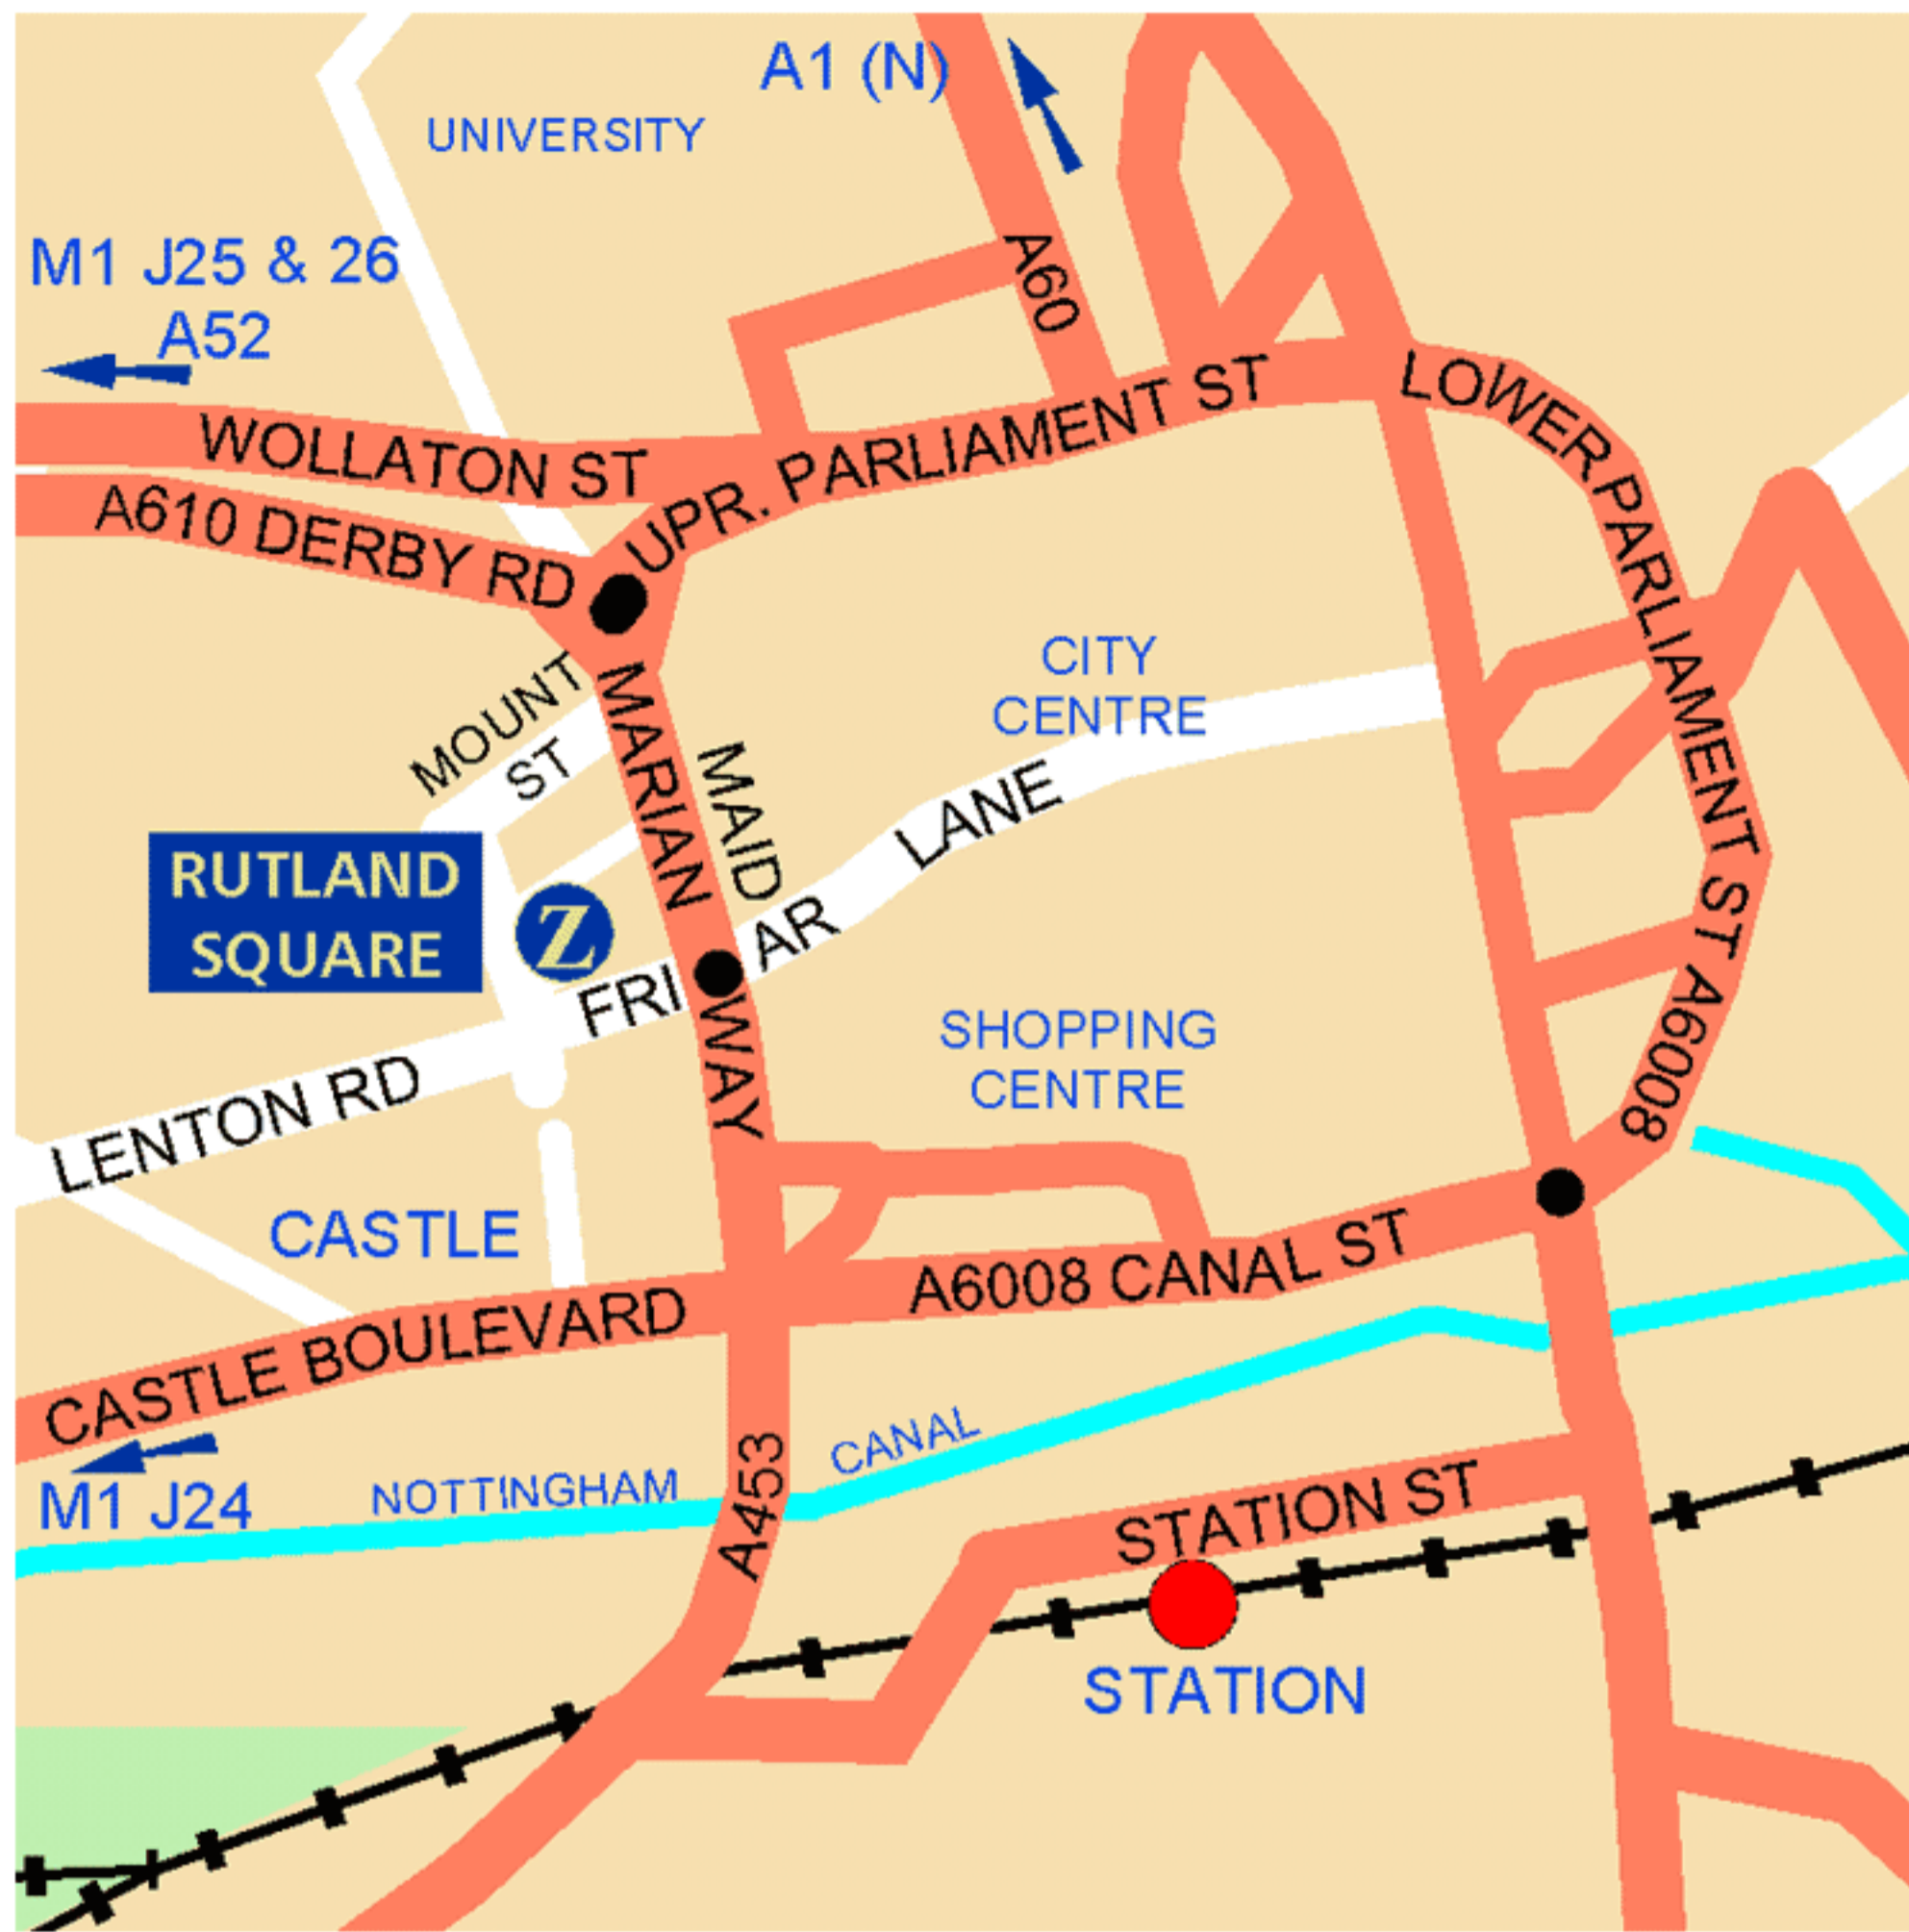 A1 (N)
UNIVERSITY
M1 J25 & 26
A52
A60
WOLLATON ST
UPR. PARLIAMENT ST
LOWER PARLIAMENT ST A6008
A610 DERBY RD
MOUNT
ST
MAID
MARIAN
WAY
CITY
CENTRE
RUTLAND
SQUARE
Z
FRIAR LANE
SHOPPING
CENTRE
LENTON RD
CASTLE
A6008 CANAL ST
CASTLE BOULEVARD
M1 J24
NOTTINGHAM CANAL
A453
STATION ST
STATION